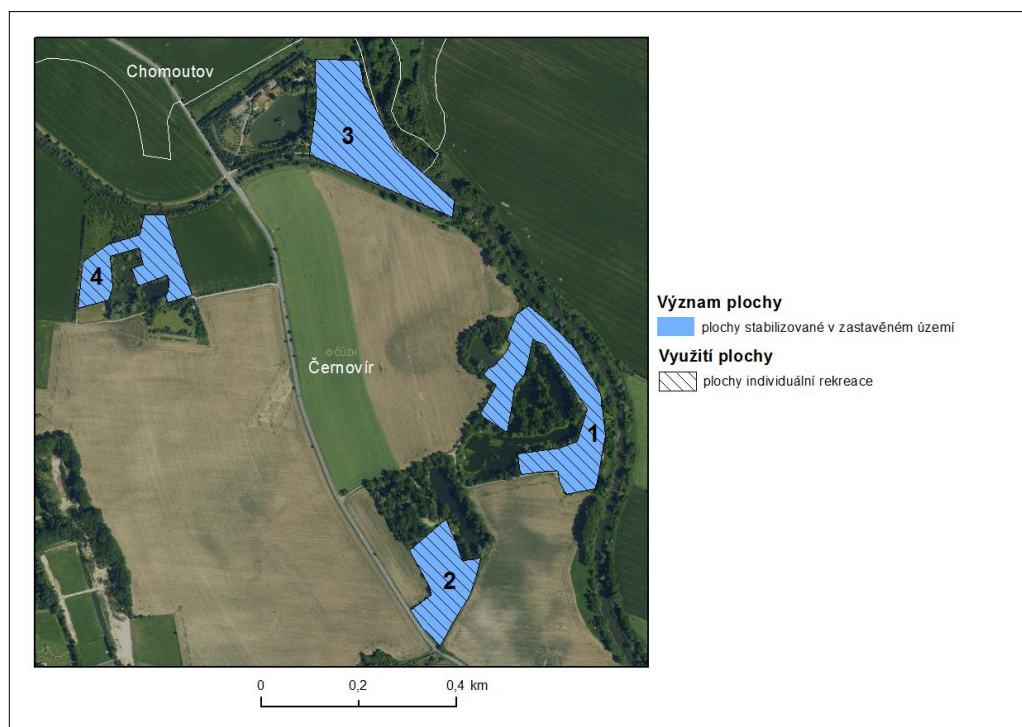 Chomoutov
3
4
© ČÚZK
Černovír
1
2
Význam plochy
plochy stabilizované v zastavěném území
Využití plochy
plochy individuální rekreace
0 0,2 0,4 km